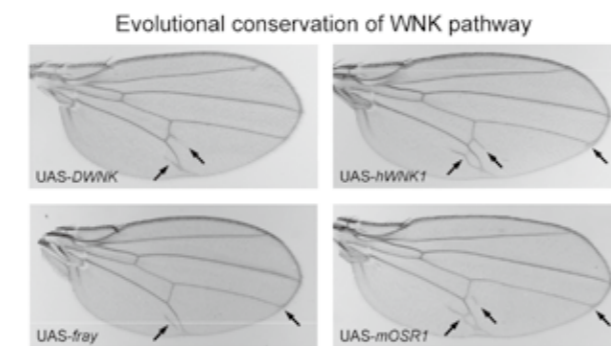 Evolutional conservation of WNK pathway
UAS-DWNK
UAS-hWNK1
UAS-fray
UAS-mOSR1